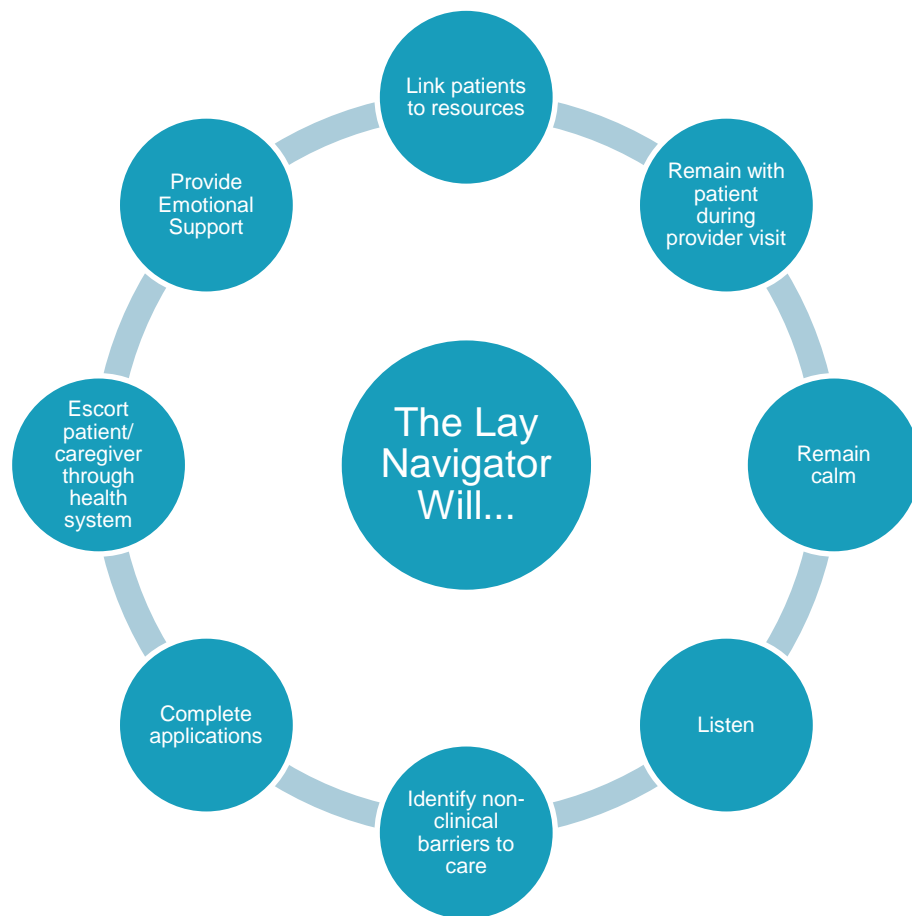 Link patients
to resources
Remain with
patient
during
provider visit
Remain
calm
Listen
Identify non-
clinical
barriers to
care
Complete
applications
Escort
patient/
caregiver
through
health
system
Provide
Emotional
Support
The Lay
Navigator
Will...